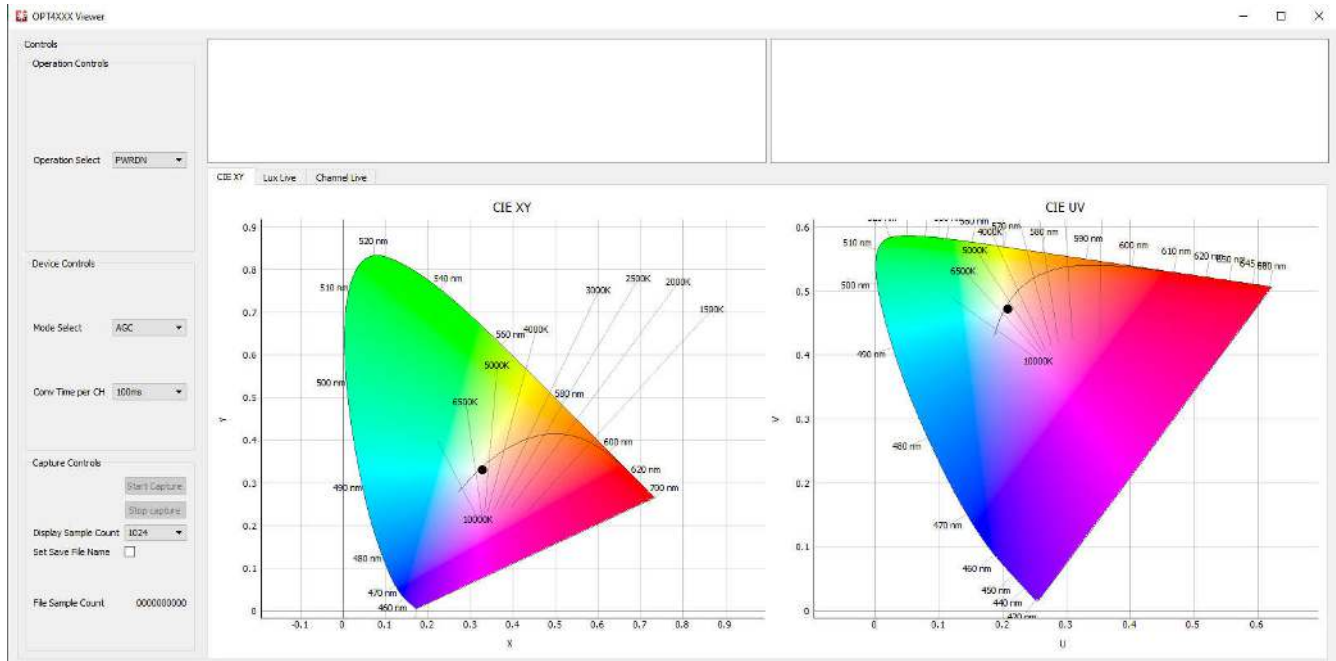 OPT4XXX Viewer
Controls
Operation Controls
Operation Select PWRDN
Device Controls
Mode Select AGC
Conv Time per CH 100ms
Capture Controls
Start Capture
Stop capture
Display Sample Count 1024
Set Save File Name
File Sample Count 0000000000
CIE XY Lux Live Channel Live
CIE XY
0.9
0.8
0.7
0.6
0.5
0.4
0.3
0.2
0.1
0
-0.1 0 0.1 0.2 0.3 0.4 0.5 0.6 0.7 0.8 0.9
X
Y
520 nm
510 nm
540 nm
560 nm
500 nm
580 nm
600 nm
620 nm
700 nm
490 nm
480 nm
470 nm
460 nm
1500K
2000K
2500K
3000K
4000K
5000K
6500K
10000K
CIE UV
0.6
0.5
0.4
0.3
0.2
0.1
0
0 0.1 0.2 0.3 0.4 0.5 0.6
U
V
510 nm
500 nm
490 nm
480 nm
470 nm
460 nm
450 nm
440 nm
570 nm
580 nm
590 nm
600 nm
610 nm
620 nm
645 nm
680 nm
4000K
5000K
6500K
10000K